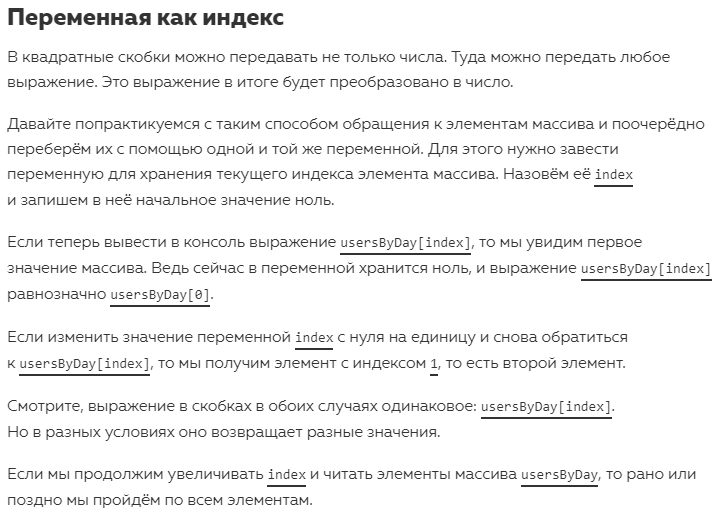 Переменная как индекс
В квадратные скобки можно передавать не только числа. Туда можно передать любое
выражение. Это выражение в итоге будет преобразовано в число.
Давайте попрактикуемся с таким способом обращения к элементам массива и поочерёдно
переберём их с помощью одной и той же переменной. Для этого нужно завести
переменную для хранения текущего индекса элемента массива. Назовём её index
и запишем в неё начальное значение ноль.
Если теперь вывести в консоль выражение usersByDay[index], то мы увидим первое
значение массива. Ведь сейчас в переменной хранится ноль, и выражение usersByDay[index]
равнозначно usersByDay[0].
Если изменить значение переменной index с нуля на единицу и снова обратиться
к usersByDay[index], то мы получим элемент с индексом 1, то есть второй элемент.
Смотрите, выражение в скобках в обоих случаях одинаковое: usersByDay[index].
Но в разных условиях оно возвращает разные значения.
Если мы продолжим увеличивать index и читать элементы массива usersByDay, то рано или
поздно мы пройдём по всем элементам.